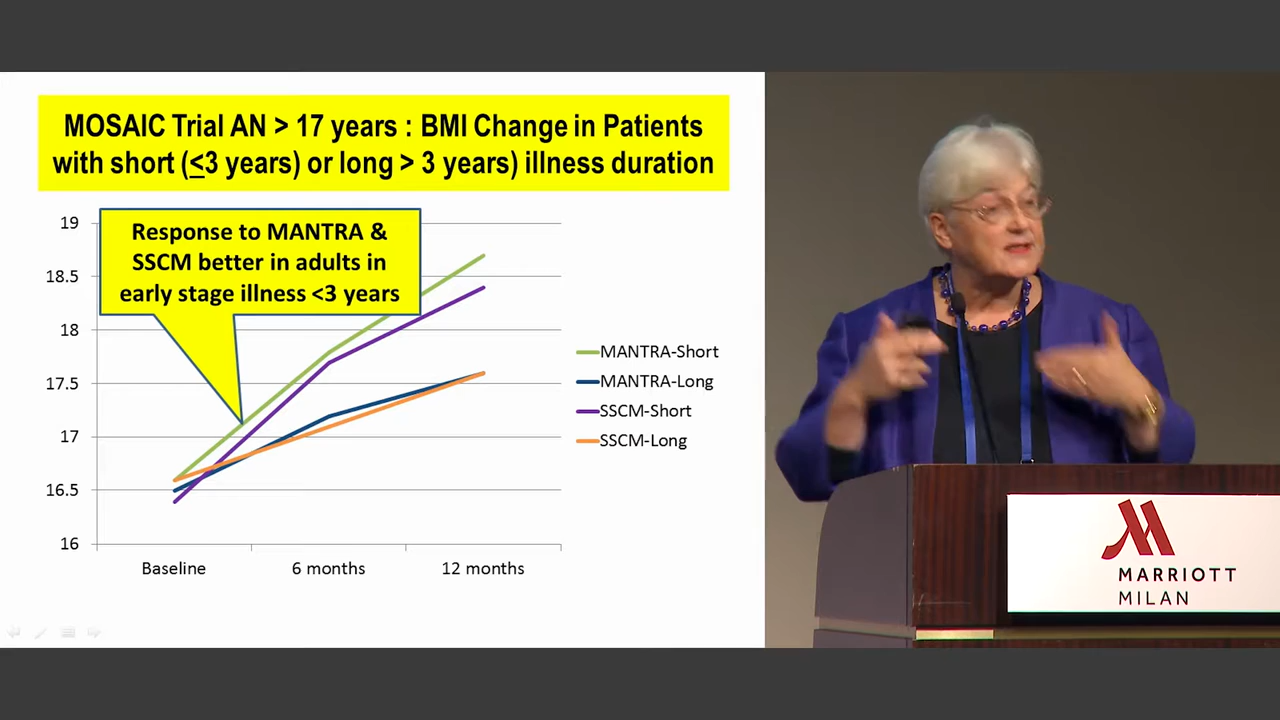 MOSAIC Trial AN > 17 years : BMI Change in Patients
with short (≤3 years) or long > 3 years) illness duration
Response to MANTRA &
SSCM better in adults in
early stage illness <3 years
19
18.5
18
17.5
17
16.5
16
Baseline
6 months
12 months
MANTRA-Short
MANTRA-Long
SSCM-Short
SSCM-Long
MARRIOTT
MILAN